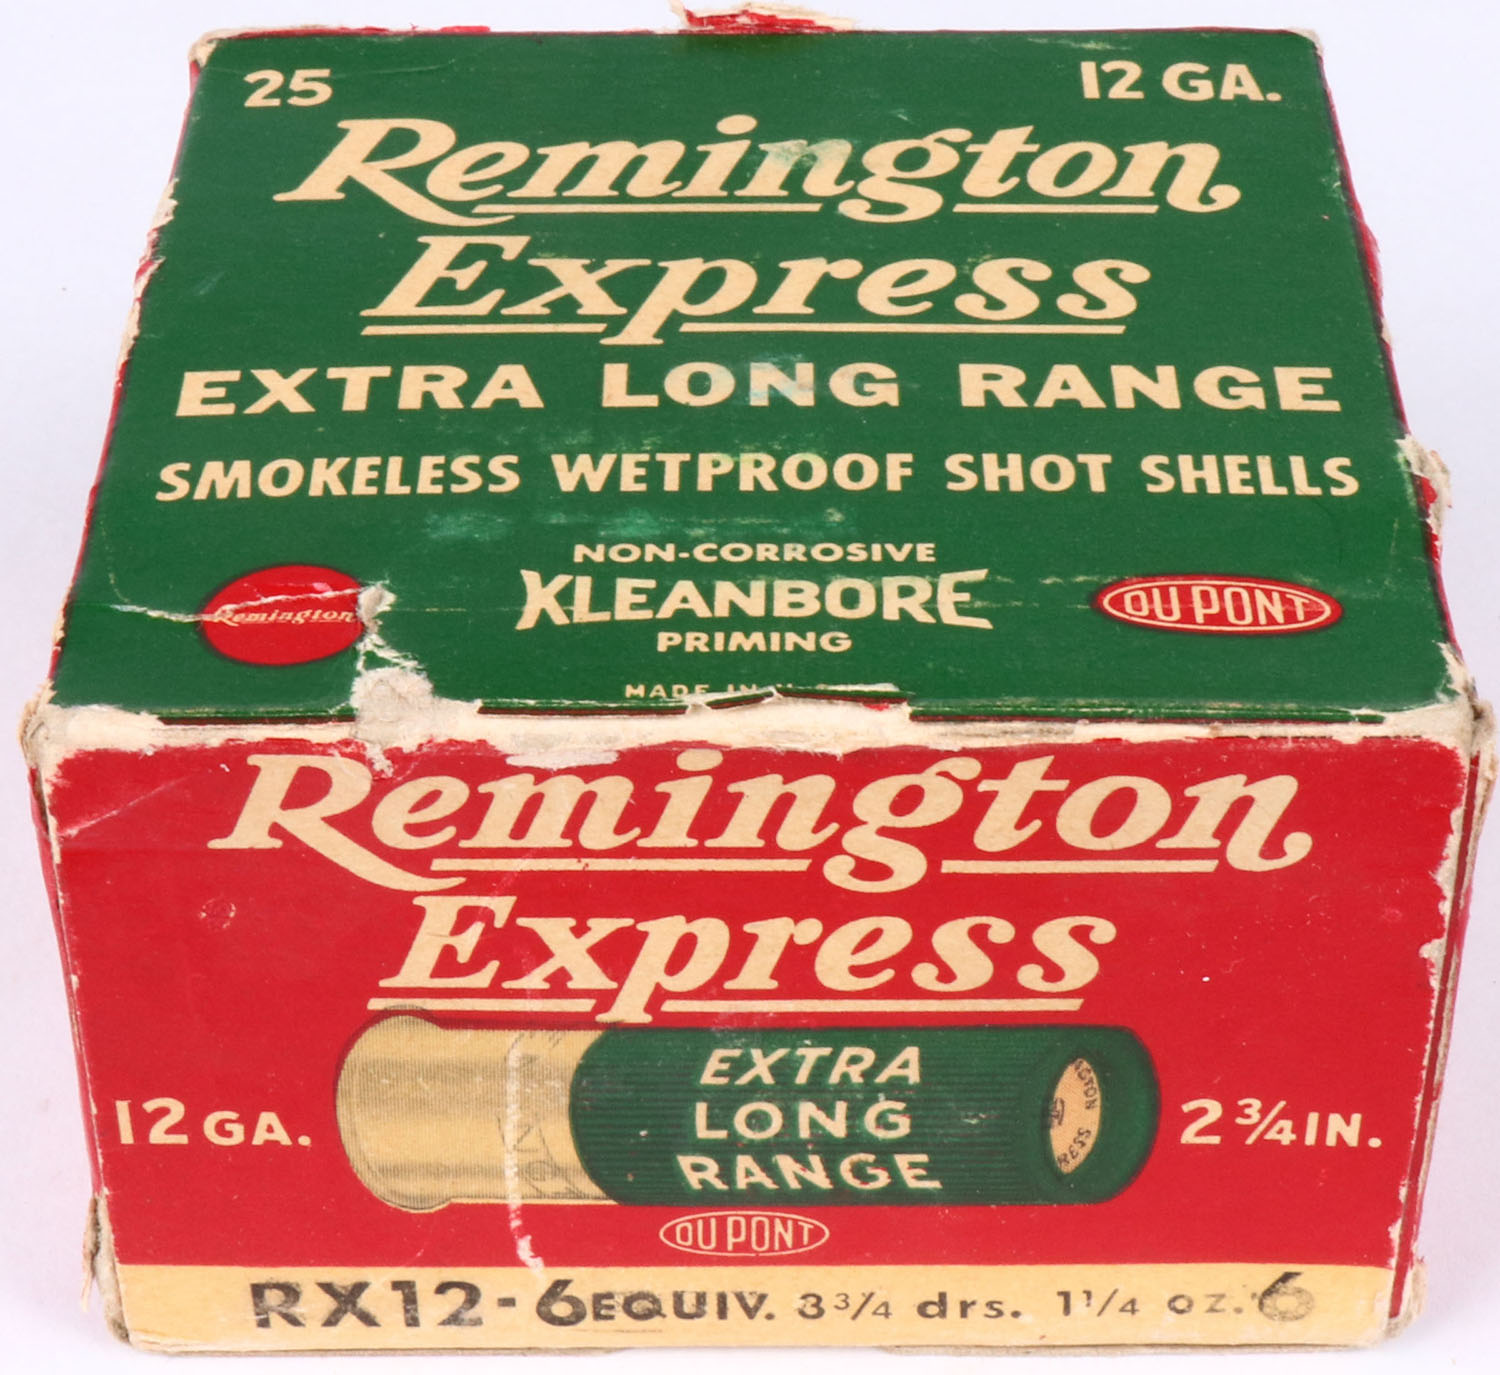 25 12 GA.
Remington
Express
EXTRA LONG RANGE
SMOKELESS WETPROOF SHOT SHELLS
NON-CORROSIVE
KLEANBORE
PRIMING
Remington
DU PONT
MADE IN
Remington
Express
EXTRA
LONG
RANGE
12 GA.
2 3/4 IN.
DU PONT
RX12-6 EQUIV. 3 3/4 drs. 1 1/4 oz. 6